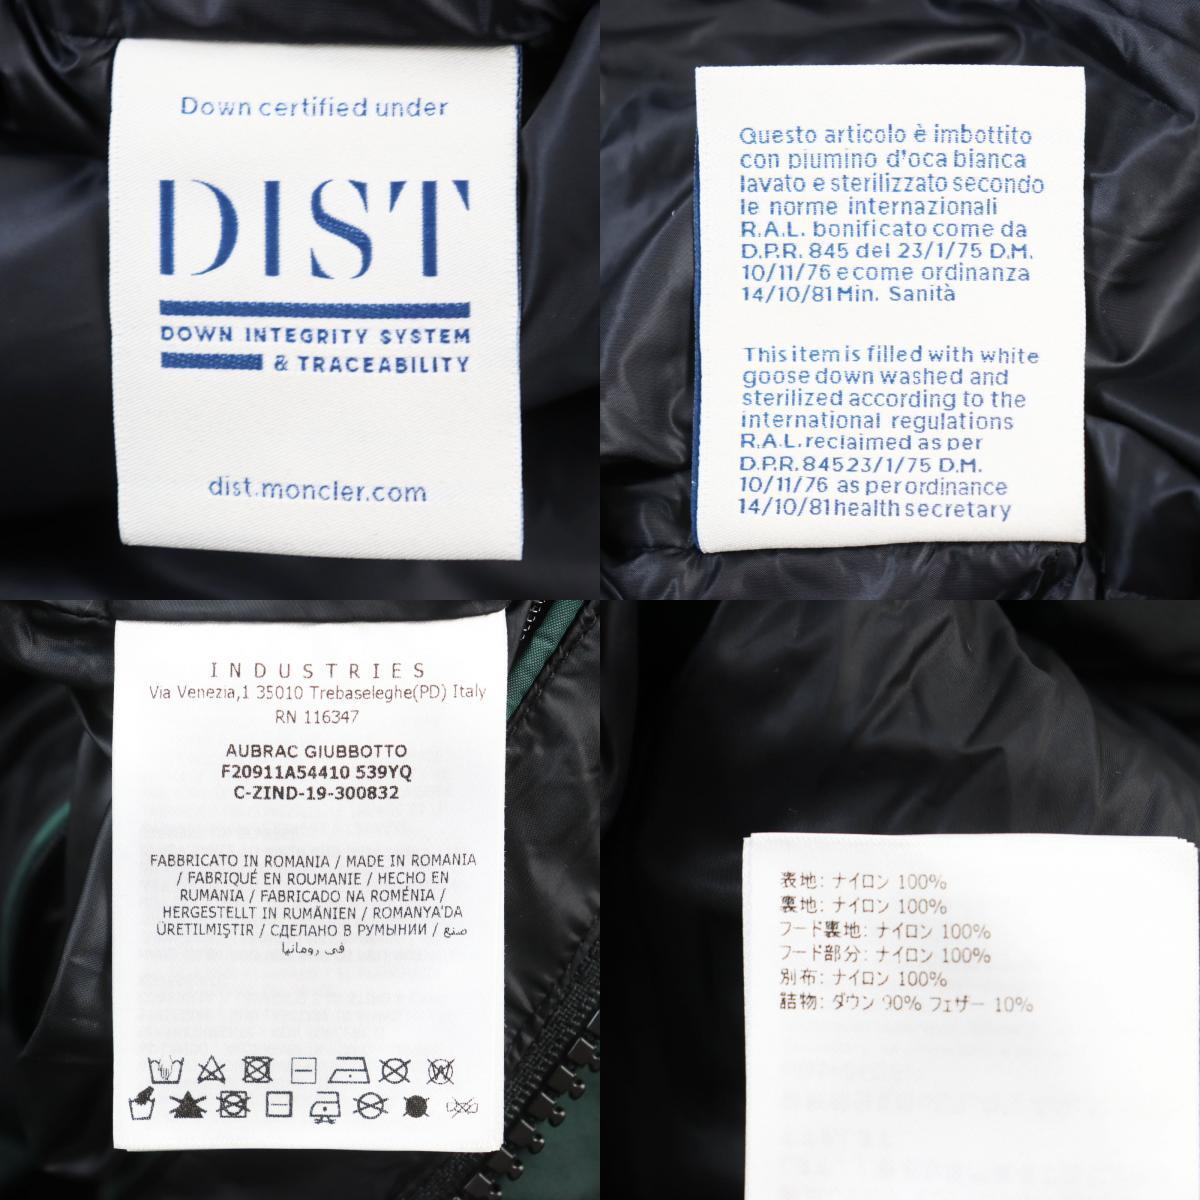 Down certified under
DIST
DOWN INTEGRITY SYSTEM
& TRACEABILITY
dist.moncler.com
Questo articolo è imbottito
con piumino d'oca bianca
lavato e sterilizzato secondo
le norme internazionali
R.A.L. bonificato come da
D.P.R. 845 del 23/1/75 D.M.
10/11/76 e come ordinanza
14/10/81 Min. Sanità
This item is filled with white
goose down washed and
sterilized according to the
international regulations
R.A.L. reclaimed as per
D.P.R. 845 23/1/75 D.M.
10/11/76 as per ordinance
14/10/81 health secretary
INDUSTRIES
Via Venezia,1 35010 Trebaseleghe(PD) Italy
RN 116347
AUBRAC GIUBBOTTO
F20911A54410 539YQ
C-ZIND-19-300832
FABBRICATO IN ROMANIA / MADE IN ROMANIA
/ FABRIQUÉ EN ROUMANIE / HECHO EN
RUMANIA / FABRICADO NA ROMÉNIA /
HERGESTELLT IN RUMÄNIEN / ROMANYA'DA
ÜRETILMIŞTIR / СДЕЛАНО В РУМЫНИИ / صنع
في رومانيا
表地: ナイロン 100%
裏地: ナイロン 100%
フード裏地: ナイロン 100%
フード部分: ナイロン 100%
別布: ナイロン 100%
詰物: ダウン 90% フェザー 10%